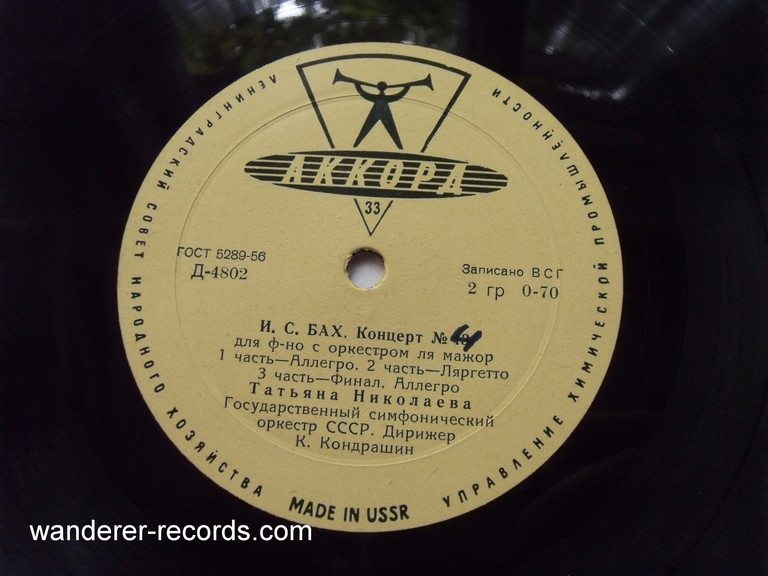 ЛЕНИНГРАДСКИЙ СОВЕТ НАРОДНОГО ХОЗЯЙСТВА
УПРАВЛЕНИЕ ХИМИЧЕСКОЙ ПРОМЫШЛЕННОСТИ
АККОРД
33
ГОСТ 5289-56
Д-4802
Записано ВСГ
2 гр 0-70
И. С. БАХ. Концерт № 4
для ф-но с оркестром ля мажор
1 часть—Аллегро. 2 часть—Ляргетто
3 часть—Финал. Аллегро
Татьяна Николаева
Государственный симфонический
оркестр СССР. Дирижер
К. Кондрашин
MADE IN USSR
wanderer-records.com